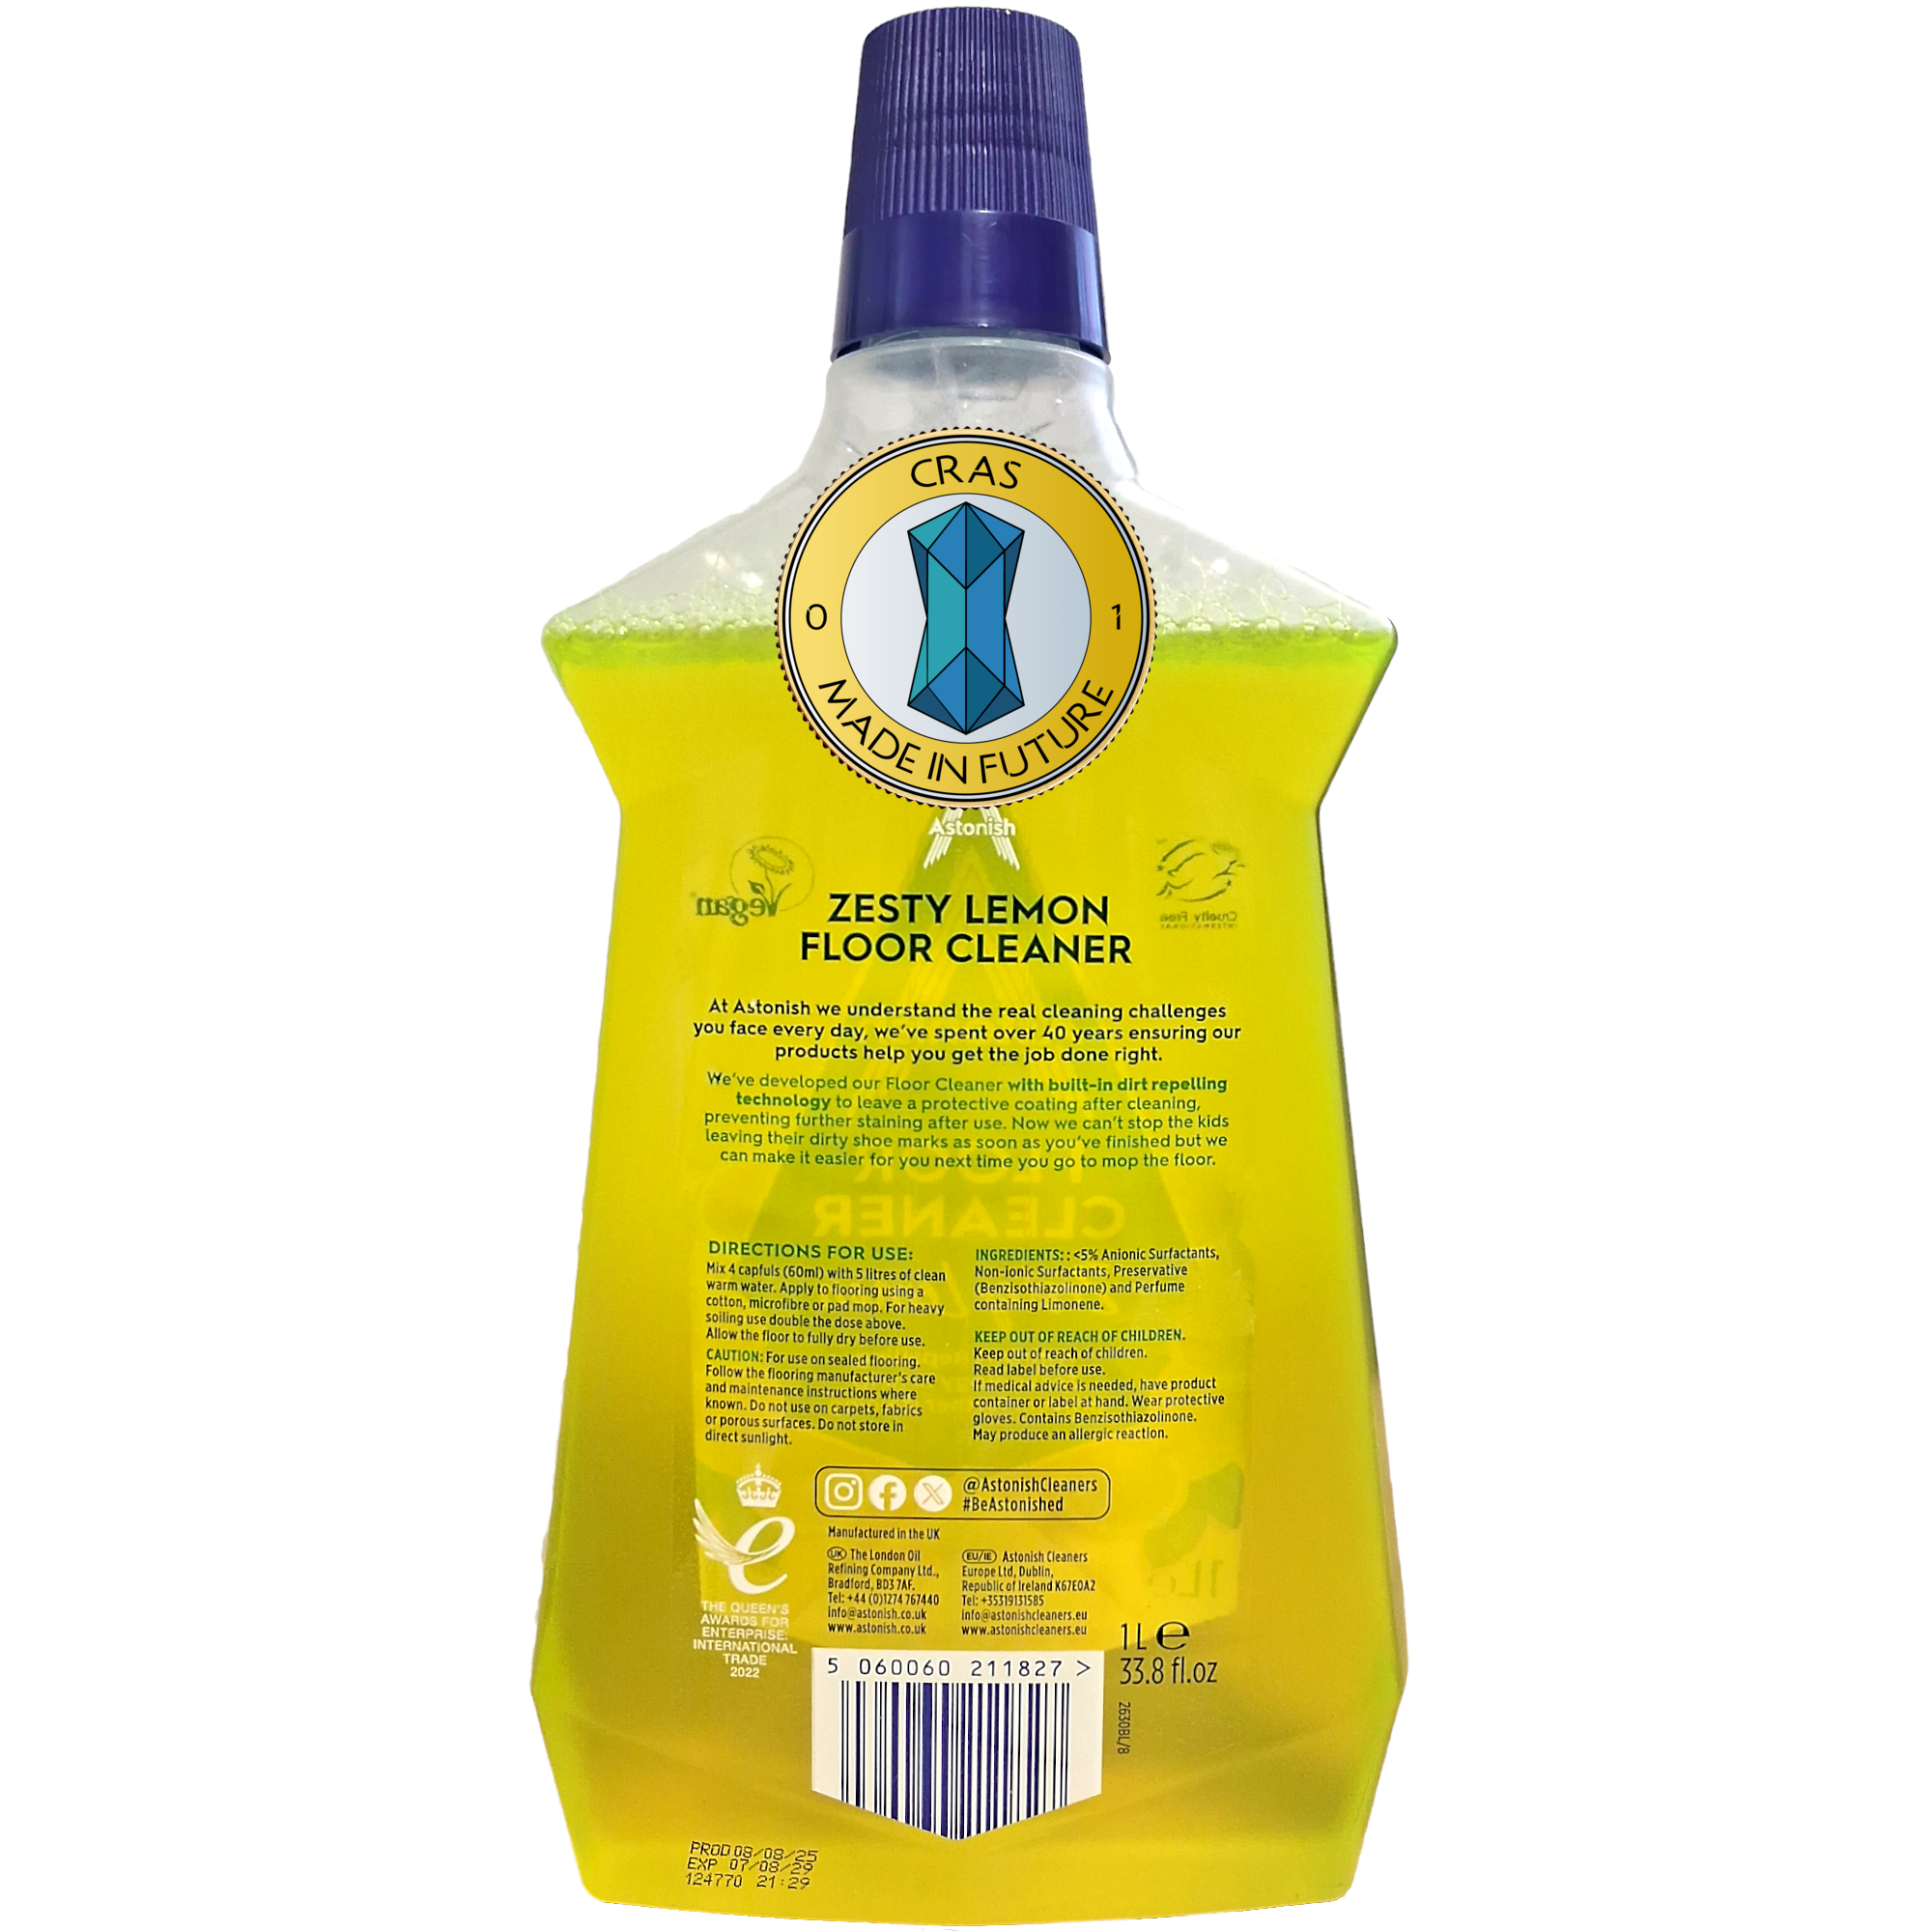 CRAS
0 1
MADE IN FUTURE
Astonish
vegan
Cruelty Free
INTERNATIONAL
ZESTY LEMON
FLOOR CLEANER
At Astonish we understand the real cleaning challenges
you face every day, we've spent over 40 years ensuring our
products help you get the job done right.
We've developed our Floor Cleaner with built-in dirt repelling
technology to leave a protective coating after cleaning,
preventing further staining after use. Now we can't stop the kids
leaving their dirty shoe marks as soon as you've finished but we
can make it easier for you next time you go to mop the floor.
FLOOR
CLEANER
DIRECTIONS FOR USE:
Mix 4 capfuls (60ml) with 5 litres of clean
warm water. Apply to flooring using a
cotton, microfibre or pad mop. For heavy
soiling use double the dose above.
Allow the floor to fully dry before use.
CAUTION: For use on sealed flooring.
Follow the flooring manufacturer's care
and maintenance instructions where
known. Do not use on carpets, fabrics
or porous surfaces. Do not store in
direct sunlight.
INGREDIENTS: : <5% Anionic Surfactants,
Non-ionic Surfactants, Preservative
(Benzisothiazolinone) and Perfume
containing Limonene.
KEEP OUT OF REACH OF CHILDREN.
Keep out of reach of children.
Read label before use.
If medical advice is needed, have product
container or label at hand. Wear protective
gloves. Contains Benzisothiazolinone.
May produce an allergic reaction.
@AstonishCleaners
#BeAstonished
THE QUEEN'S
AWARDS FOR
ENTERPRISE:
INTERNATIONAL
TRADE
2022
Manufactured in the UK
UK The London Oil
Refining Company Ltd.,
Bradford, BD3 7AF.
Tel: +44 (0)1274 767440
info@astonish.co.uk
www.astonish.co.uk
EU/IE Astonish Cleaners
Europe Ltd, Dublin,
Republic of Ireland K67E0A2
Tel: +35319131585
info@astonishcleaners.eu
www.astonishcleaners.eu
1Le
1L e
33.8 fl.oz
5 060060 211827 >
2630BL/8
PROD 08/08/25
EXP 07/08/29
124770 21:29